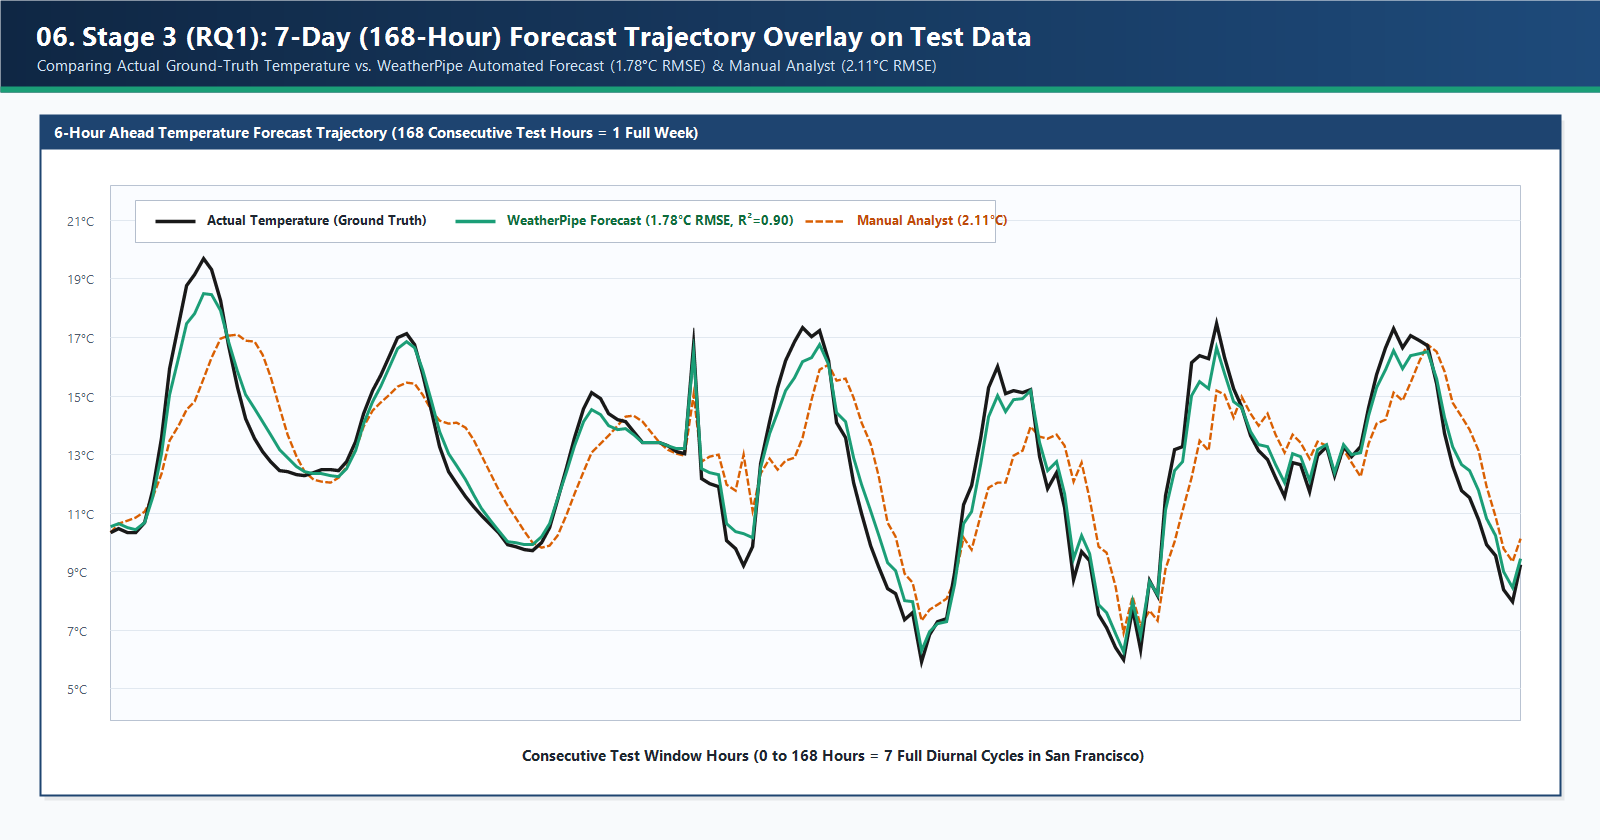 06. Stage 3 (RQ1): 7-Day (168-Hour) Forecast Trajectory Overlay on Test Data
Comparing Actual Ground-Truth Temperature vs. WeatherPipe Automated Forecast (1.78°C RMSE) & Manual Analyst (2.11°C RMSE)
6-Hour Ahead Temperature Forecast Trajectory (168 Consecutive Test Hours = 1 Full Week)
Actual Temperature (Ground Truth)
WeatherPipe Forecast (1.78°C RMSE, R²=0.90)
Manual Analyst (2.11°C)
21°C
19°C
17°C
15°C
13°C
11°C
9°C
7°C
5°C
Consecutive Test Window Hours (0 to 168 Hours = 7 Full Diurnal Cycles in San Francisco)